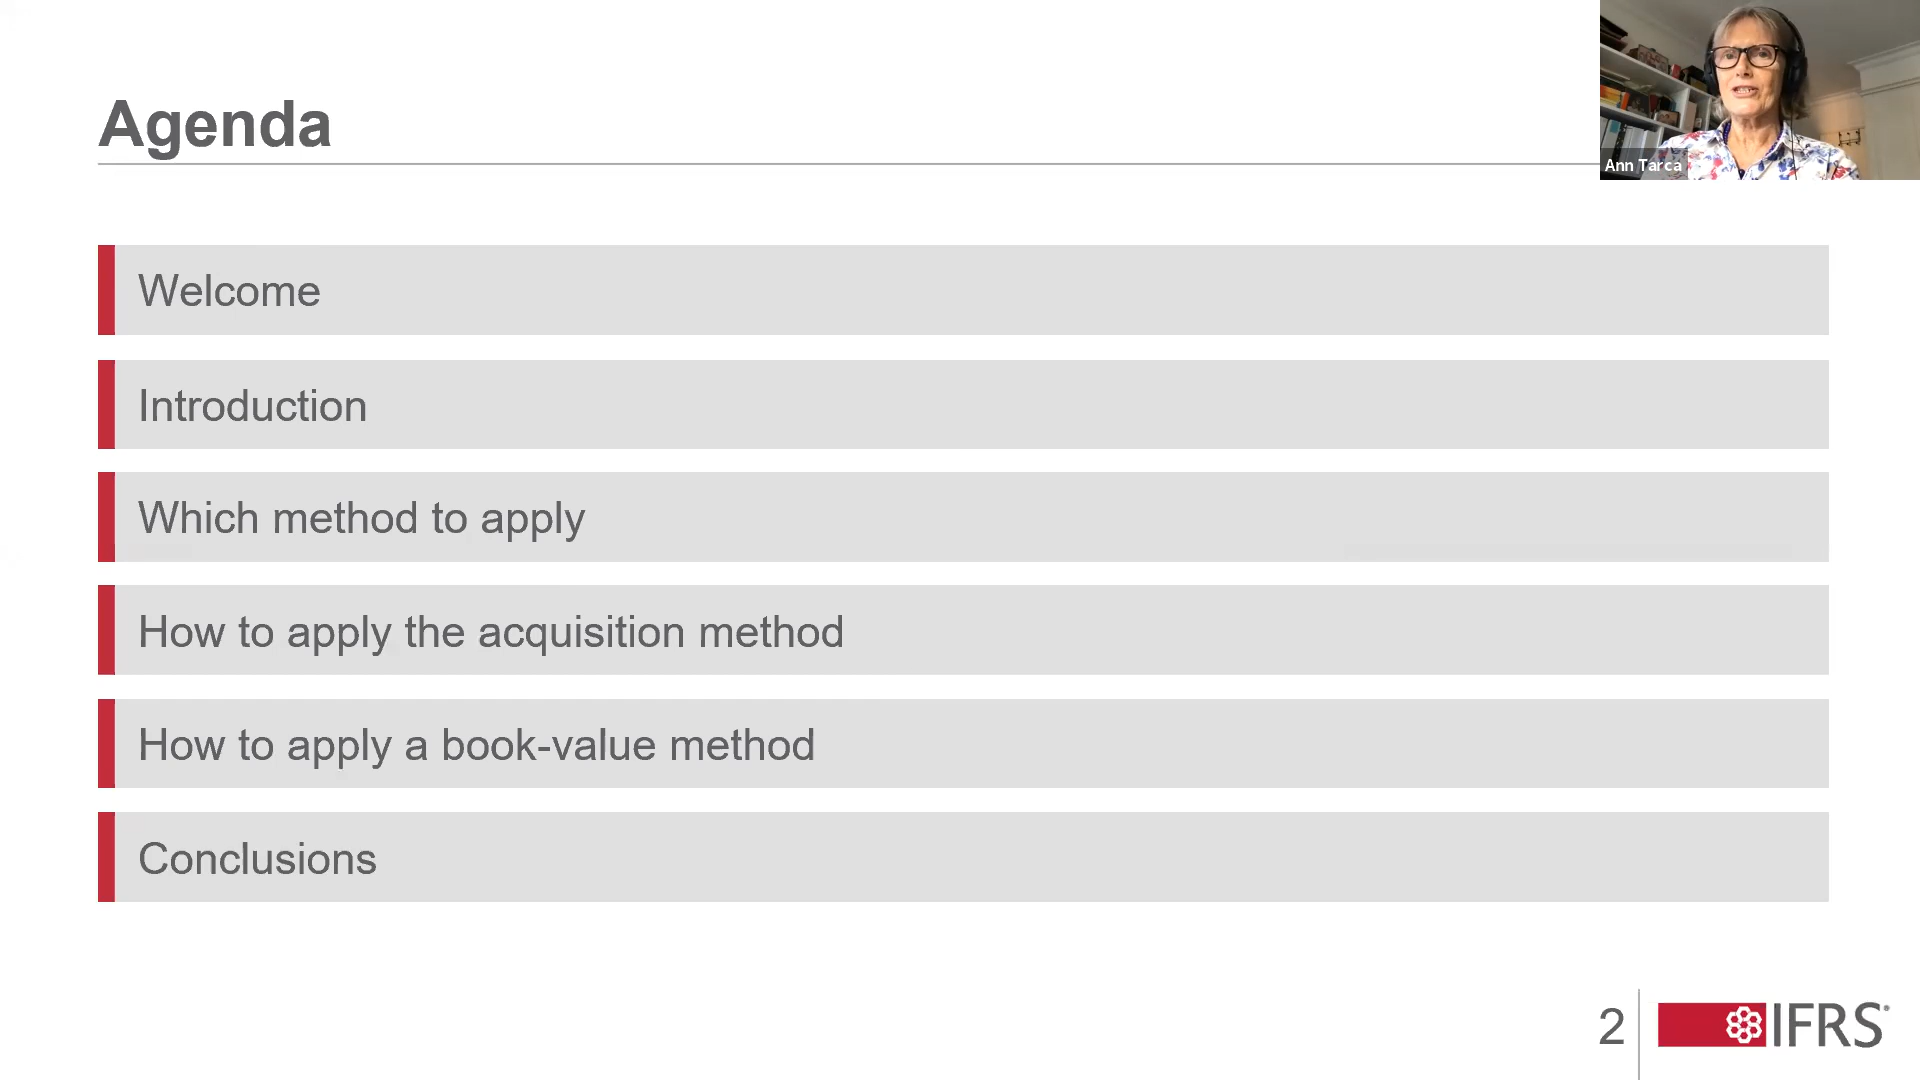 Agenda
Ann Tarca
Welcome
Introduction
Which method to apply
How to apply the acquisition method
How to apply a book-value method
Conclusions
2
IFRS®